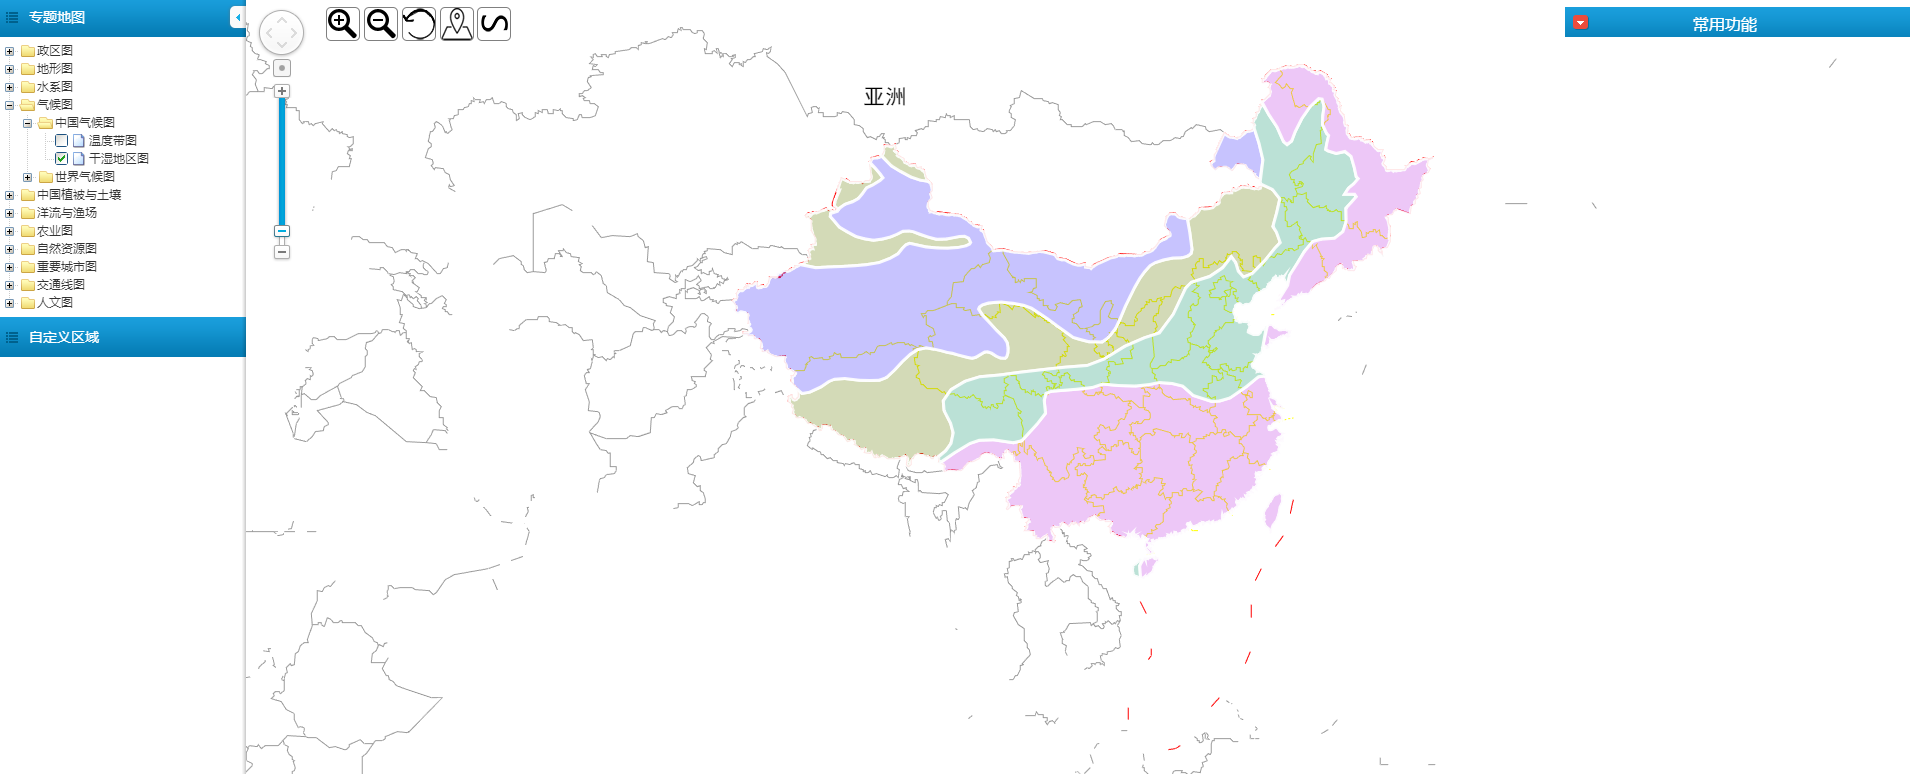 专题地图
政区图
地形图
水系图
气候图
中国气候图
温度带图
干湿地区图
世界气候图
中国植被与土壤
洋流与渔场
农业图
自然资源图
重要城市图
交通线图
人文图
自定义区域
亚洲
常用功能